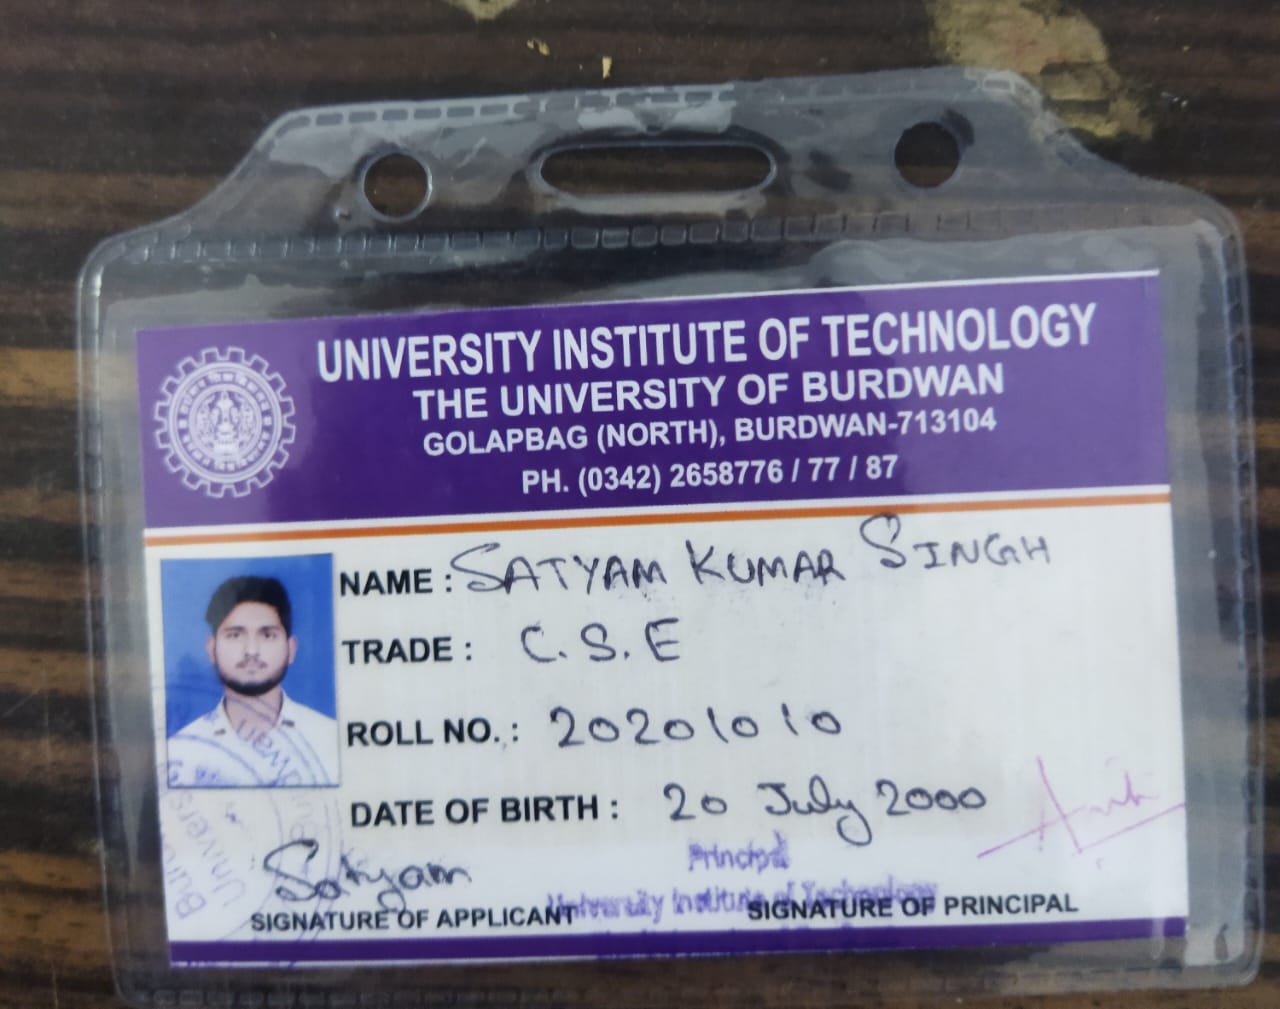 UNIVERSITY INSTITUTE OF TECHNOLOGY
THE UNIVERSITY OF BURDWAN
GOLAPBAG (NORTH), BURDWAN-713104
PH. (0342) 2658776 / 77 / 87
NAME : SATYAM KUMAR SINGH
TRADE : C.S.E
ROLL NO. : 20201010
DATE OF BIRTH : 20 July 2000
Satyam
Principal
University Institute of Technology
SIGNATURE OF APPLICANT
SIGNATURE OF PRINCIPAL